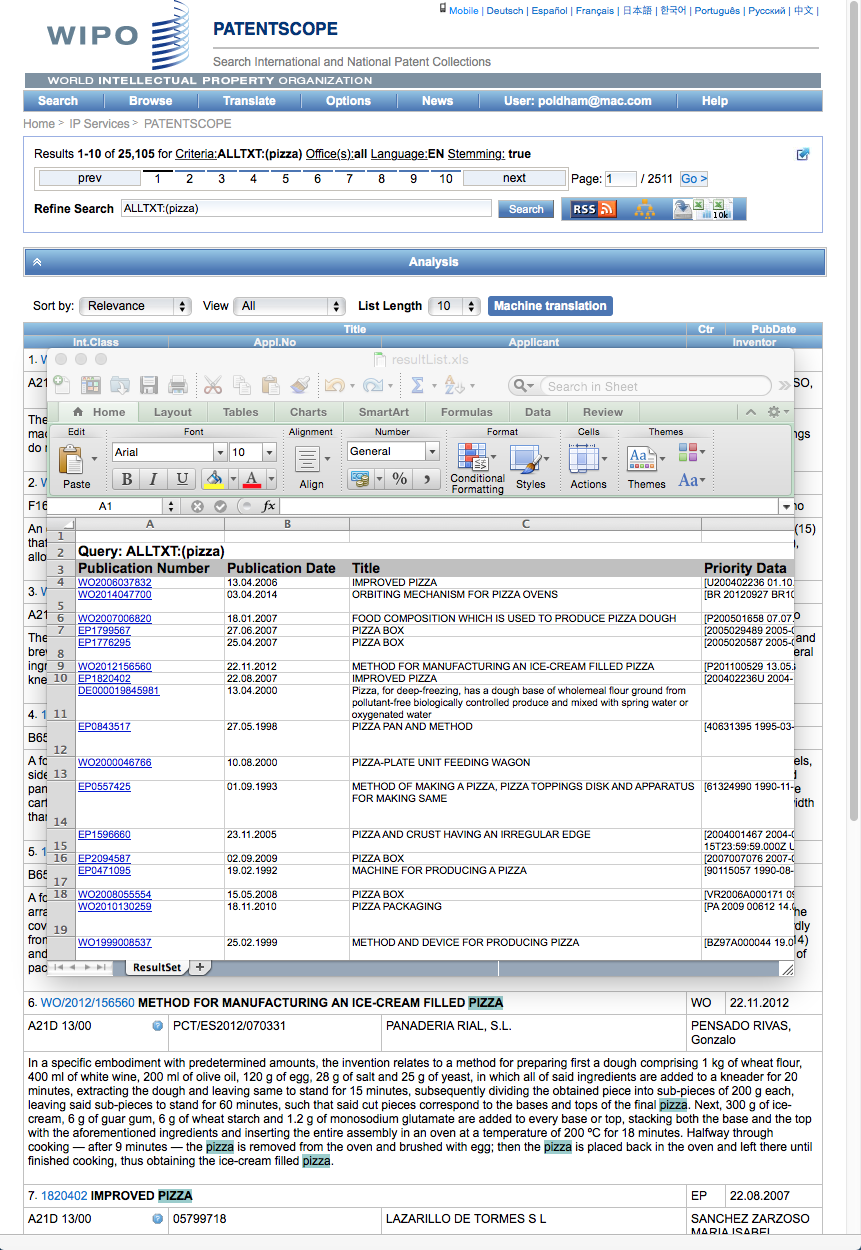 Mobile | Deutsch | Español | Français | 日本語 | 한국어 | Português | Русский | 中文 |
WIPO
PATENTSCOPE
Search International and National Patent Collections
WORLD INTELLECTUAL PROPERTY ORGANIZATION
Search Browse Translate Options News User: poldham@mac.com Help
Home > IP Services > PATENTSCOPE
Results 1-10 of 25,105 for Criteria:ALLTXT:(pizza) Office(s):all Language:EN Stemming: true
prev 1 2 3 4 5 6 7 8 9 10 next Page: 1 / 2511 Go >
Refine Search ALLTXT:(pizza) Search RSS 10k
Analysis
Sort by: Relevance View All List Length 10 Machine translation
Title Ctr PubDate
Int.Class Appl.No Applicant Inventor
resultList.xls
Search in Sheet
Home Layout Tables Charts SmartArt Formulas Data Review
Edit Font Alignment Number Format Cells Themes
Arial 10 General
Paste B I U A Align % Conditional Formatting Styles Actions Themes Aa
A1 fx
A B C
1
2 Query: ALLTXT:(pizza)
3 Publication Number Publication Date Title Priority Data
4 WO2006037832 13.04.2006 IMPROVED PIZZA [U200402236 01.10.
5 WO2014047700 03.04.2014 ORBITING MECHANISM FOR PIZZA OVENS [BR 20120927 BR10
6 WO2007006820 18.01.2007 FOOD COMPOSITION WHICH IS USED TO PRODUCE PIZZA DOUGH [P200501658 07.07.
7 EP1799567 27.06.2007 PIZZA BOX [2005029489 2005-0
8 EP1776295 25.04.2007 PIZZA BOX [2005020587 2005-0
9 WO2012156560 22.11.2012 METHOD FOR MANUFACTURING AN ICE-CREAM FILLED PIZZA [P201100529 13.05.
10 EP1820402 22.08.2007 IMPROVED PIZZA [200402236U 2004-
11 DE000019845981 13.04.2000 Pizza, for deep-freezing, has a dough base of wholemeal flour ground from
pollutant-free biologically controlled produce and mixed with spring water or
oxygenated water
12 EP0843517 27.05.1998 PIZZA PAN AND METHOD [40631395 1995-03-
13 WO2000046766 10.08.2000 PIZZA-PLATE UNIT FEEDING WAGON
14 EP0557425 01.09.1993 METHOD OF MAKING A PIZZA, PIZZA TOPPINGS DISK AND APPARATUS [61324990 1990-11-
FOR MAKING SAME
15 EP1596660 23.11.2005 PIZZA AND CRUST HAVING AN IRREGULAR EDGE [2004001467 2004-0
15T23:59:59.000Z U
16 EP2094587 02.09.2009 PIZZA BOX [2007007076 2007-0
17 EP0471095 19.02.1992 MACHINE FOR PRODUCING A PIZZA [90115057 1990-08-
18 WO2008055554 15.05.2008 PIZZA BOX [VR2006A000171 09
19 WO2010130259 18.11.2010 PIZZA PACKAGING [PA 2009 00612 14.0
WO1999008537 25.02.1999 METHOD AND DEVICE FOR PRODUCING PIZZA [BZ97A000044 19.0
ResultSet
6. WO/2012/156560 METHOD FOR MANUFACTURING AN ICE-CREAM FILLED PIZZA WO 22.11.2012
A21D 13/00 PCT/ES2012/070331 PANADERIA RIAL, S.L. PENSADO RIVAS, Gonzalo
In a specific embodiment with predetermined amounts, the invention relates to a method for preparing first a dough comprising 1 kg of wheat flour,
400 ml of white wine, 200 ml of olive oil, 120 g of egg, 28 g of salt and 25 g of yeast, in which all of said ingredients are added to a kneader for 20
minutes, extracting the dough and leaving same to stand for 15 minutes, subsequently dividing the obtained piece into sub-pieces of 200 g each,
leaving said sub-pieces to stand for 60 minutes, such that said cut pieces correspond to the bases and tops of the final pizza. Next, 300 g of ice-
cream, 6 g of guar gum, 6 g of wheat starch and 1.2 g of monosodium glutamate are added to every base or top, stacking both the base and the top
with the aforementioned ingredients and inserting the entire assembly in an oven at a temperature of 200 ºC for 18 minutes. Halfway through
cooking — after 9 minutes — the pizza is removed from the oven and brushed with egg; then the pizza is placed back in the oven and left there until
finished cooking, thus obtaining the ice-cream filled pizza.
7. 1820402 IMPROVED PIZZA EP 22.08.2007
A21D 13/00 05799718 LAZARILLO DE TORMES S L SANCHEZ ZARZOSO
MARIA ISABEL